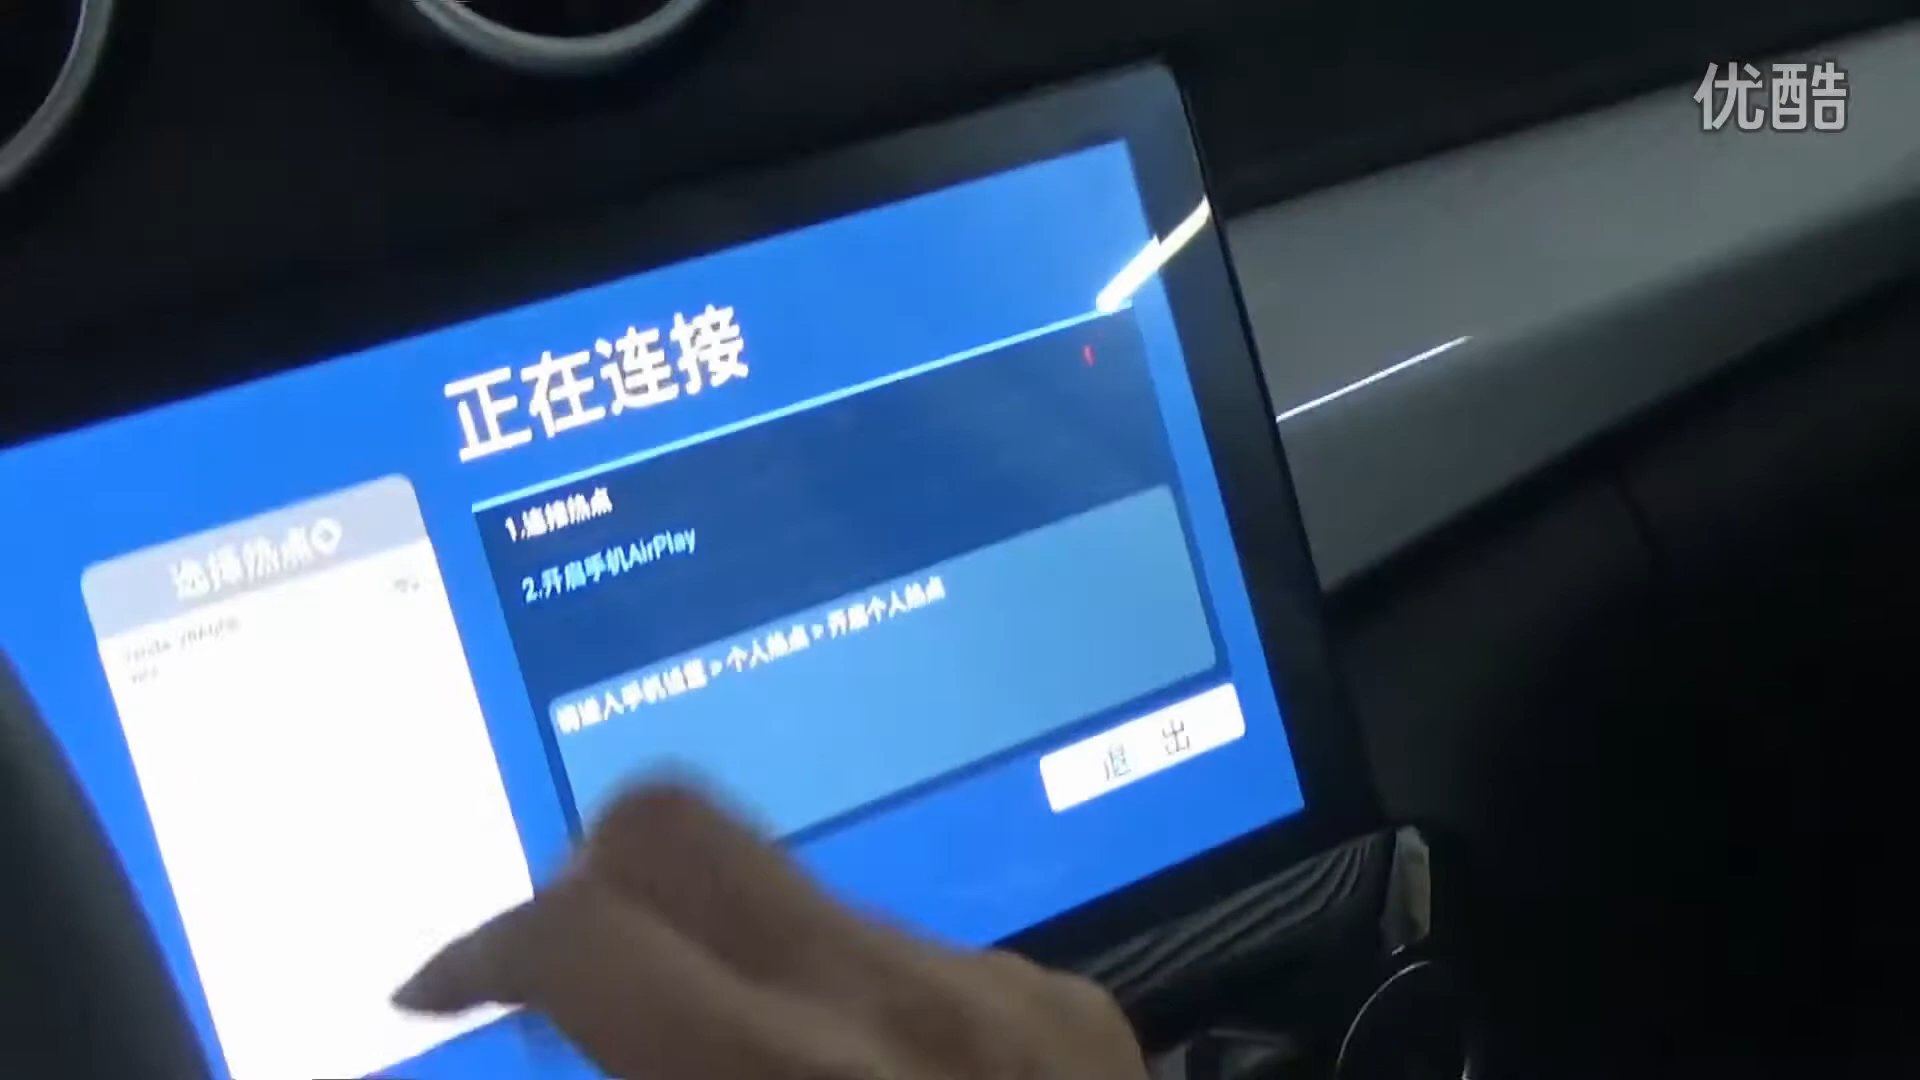 优酷
正在连接
选择热点
1.连接热点
2.开启手机AirPlay
请进入手机设置 > 个人热点 > 开启个人热点
退 出